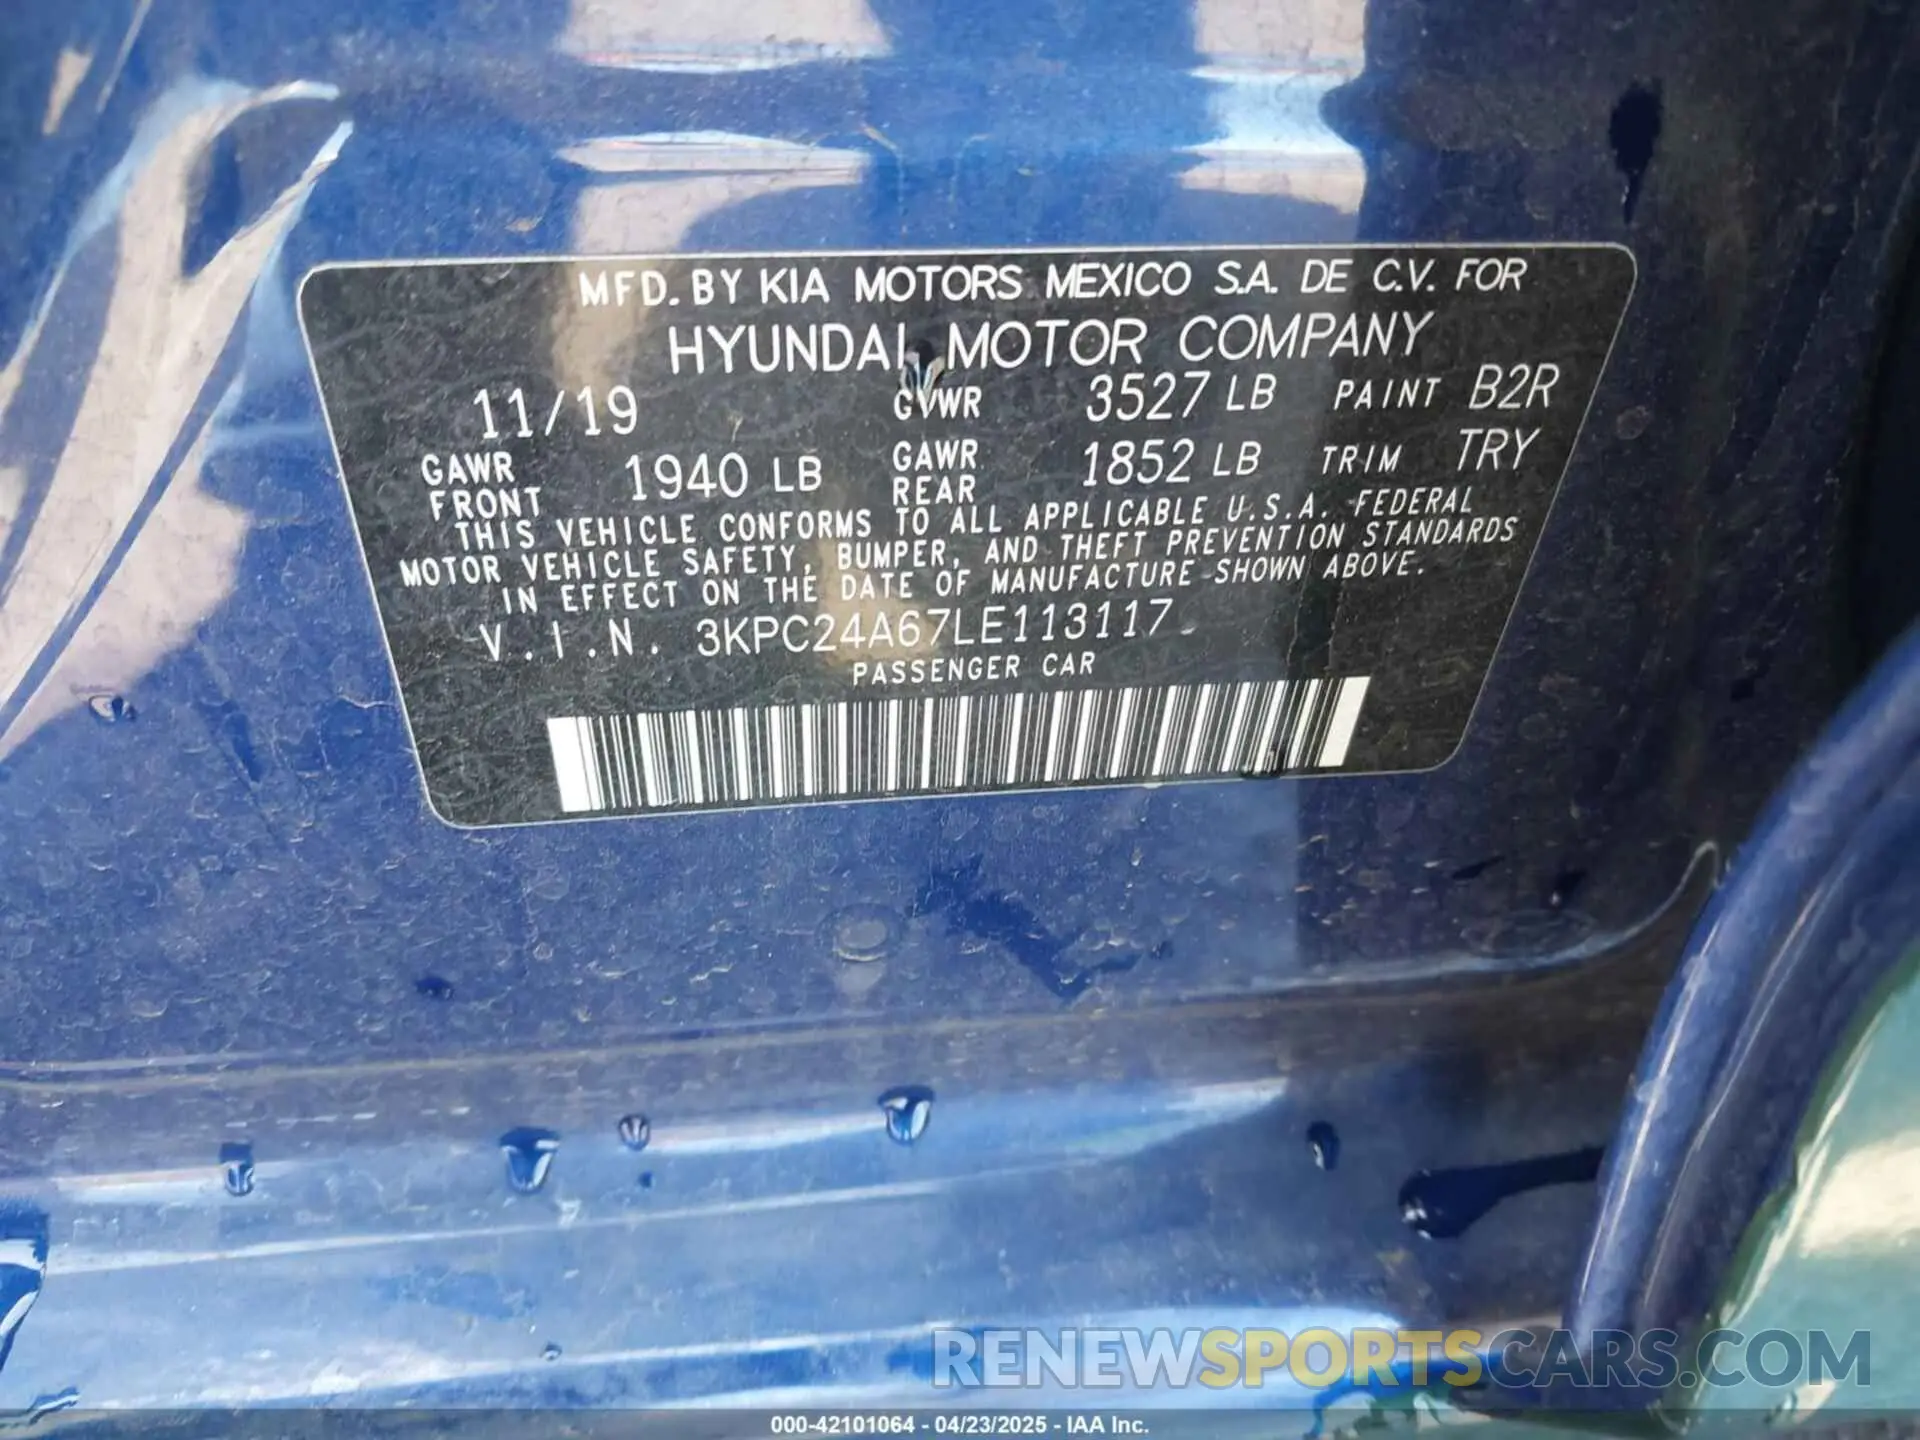 MFD. BY KIA MOTORS MEXICO S.A. DE C.V. FOR
HYUNDAI MOTOR COMPANY
11/19 GVWR 3527 LB PAINT B2R
GAWR FRONT 1940 LB GAWR REAR 1852 LB TRIM TRY
THIS VEHICLE CONFORMS TO ALL APPLICABLE U.S.A. FEDERAL
MOTOR VEHICLE SAFETY, BUMPER, AND THEFT PREVENTION STANDARDS
IN EFFECT ON THE DATE OF MANUFACTURE SHOWN ABOVE.
V.I.N. 3KPC24A67LE113117
PASSENGER CAR
RENEWSPORTSCARS.COM
000-42101064 - 04/23/2025 - IAA Inc.